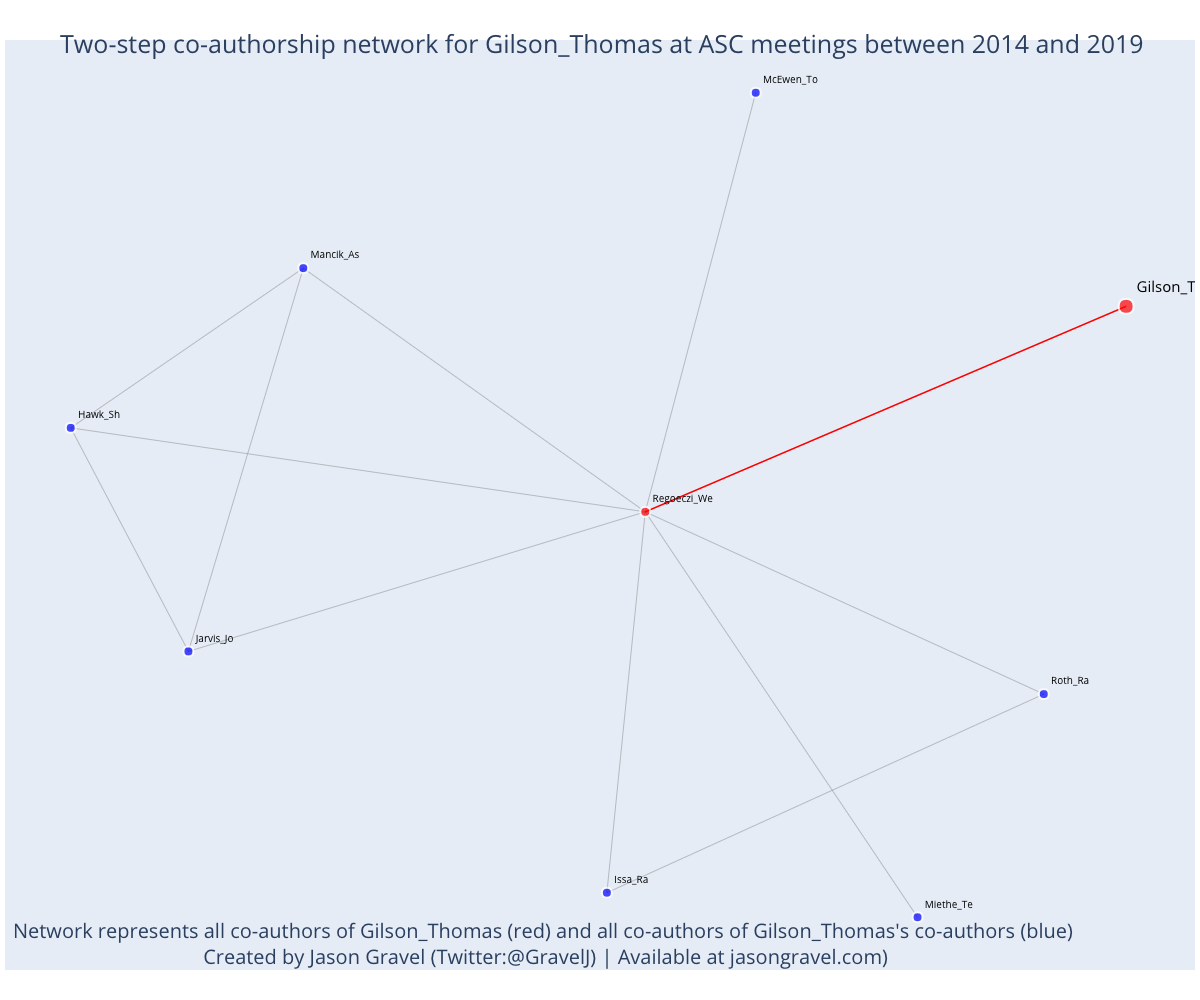 Two-step co-authorship network for Gilson_Thomas at ASC meetings between 2014 and 2019
McEwen_To
Mancik_As
Gilson_T
Hawk_Sh
Regoeczi_We
Jarvis_Jo
Roth_Ra
Issa_Ra
Miethe_Te
Network represents all co-authors of Gilson_Thomas (red) and all co-authors of Gilson_Thomas's co-authors (blue)
Created by Jason Gravel (Twitter:@GravelJ) | Available at jasongravel.com)